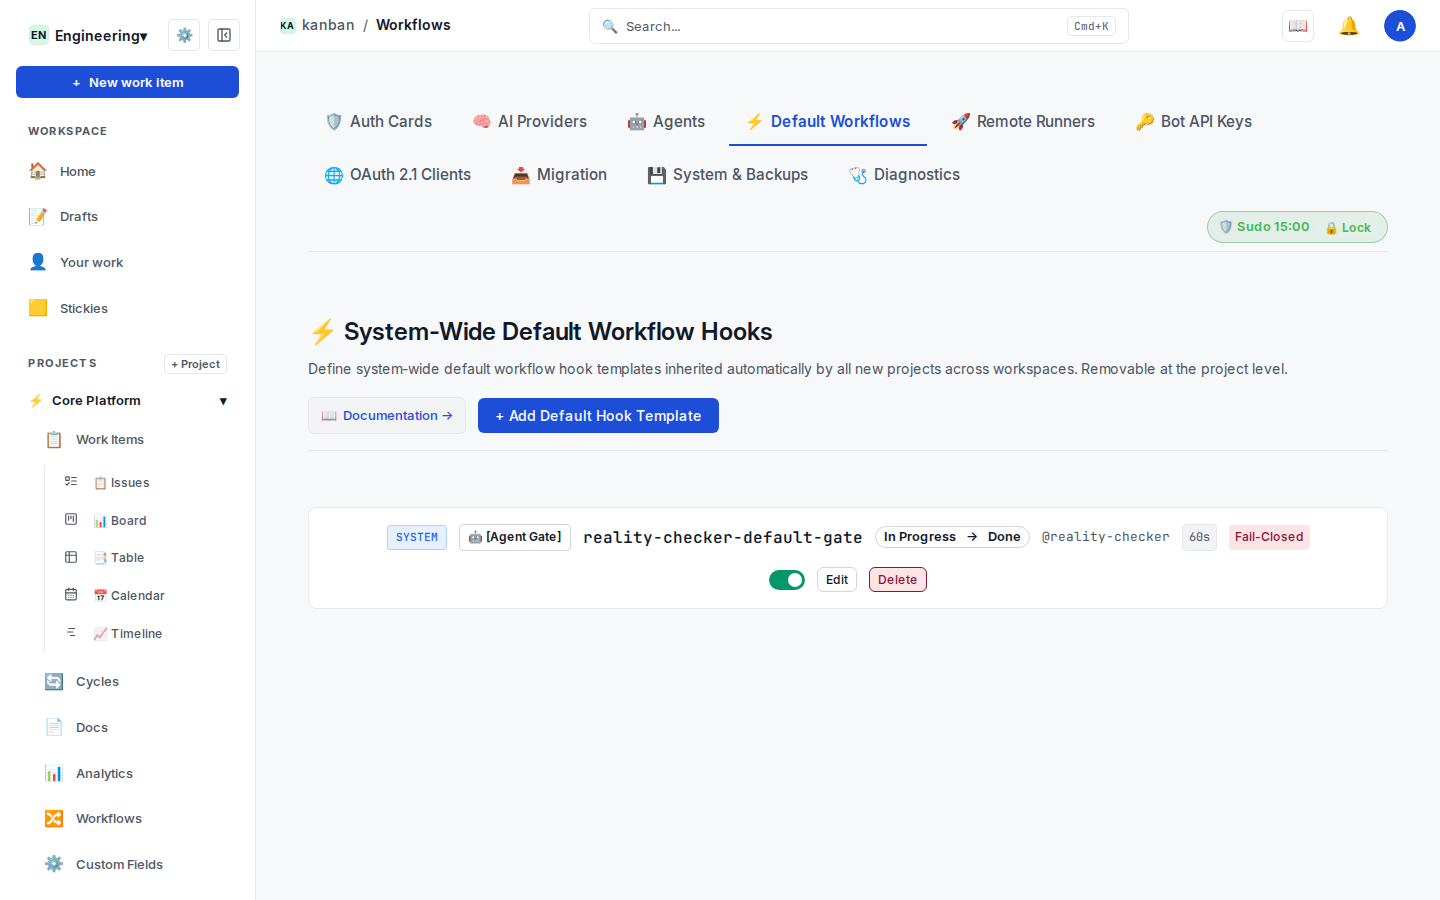 EN Engineering▾
+ New work item
WORKSPACE
Home
Drafts
Your work
Stickies
PROJECTS
+ Project
Core Platform ▾
Work Items
Issues
Board
Table
Calendar
Timeline
Cycles
Docs
Analytics
Workflows
Custom Fields
KA kanban / Workflows
Search...
Cmd+K
A
Auth Cards
AI Providers
Agents
Default Workflows
Remote Runners
Bot API Keys
OAuth 2.1 Clients
Migration
System & Backups
Diagnostics
Sudo 15:00 Lock
System-Wide Default Workflow Hooks
Define system-wide default workflow hook templates inherited automatically by all new projects across workspaces. Removable at the project level.
Documentation →
+ Add Default Hook Template
SYSTEM [Agent Gate] reality-checker-default-gate In Progress → Done @reality-checker 60s Fail-Closed
Edit Delete